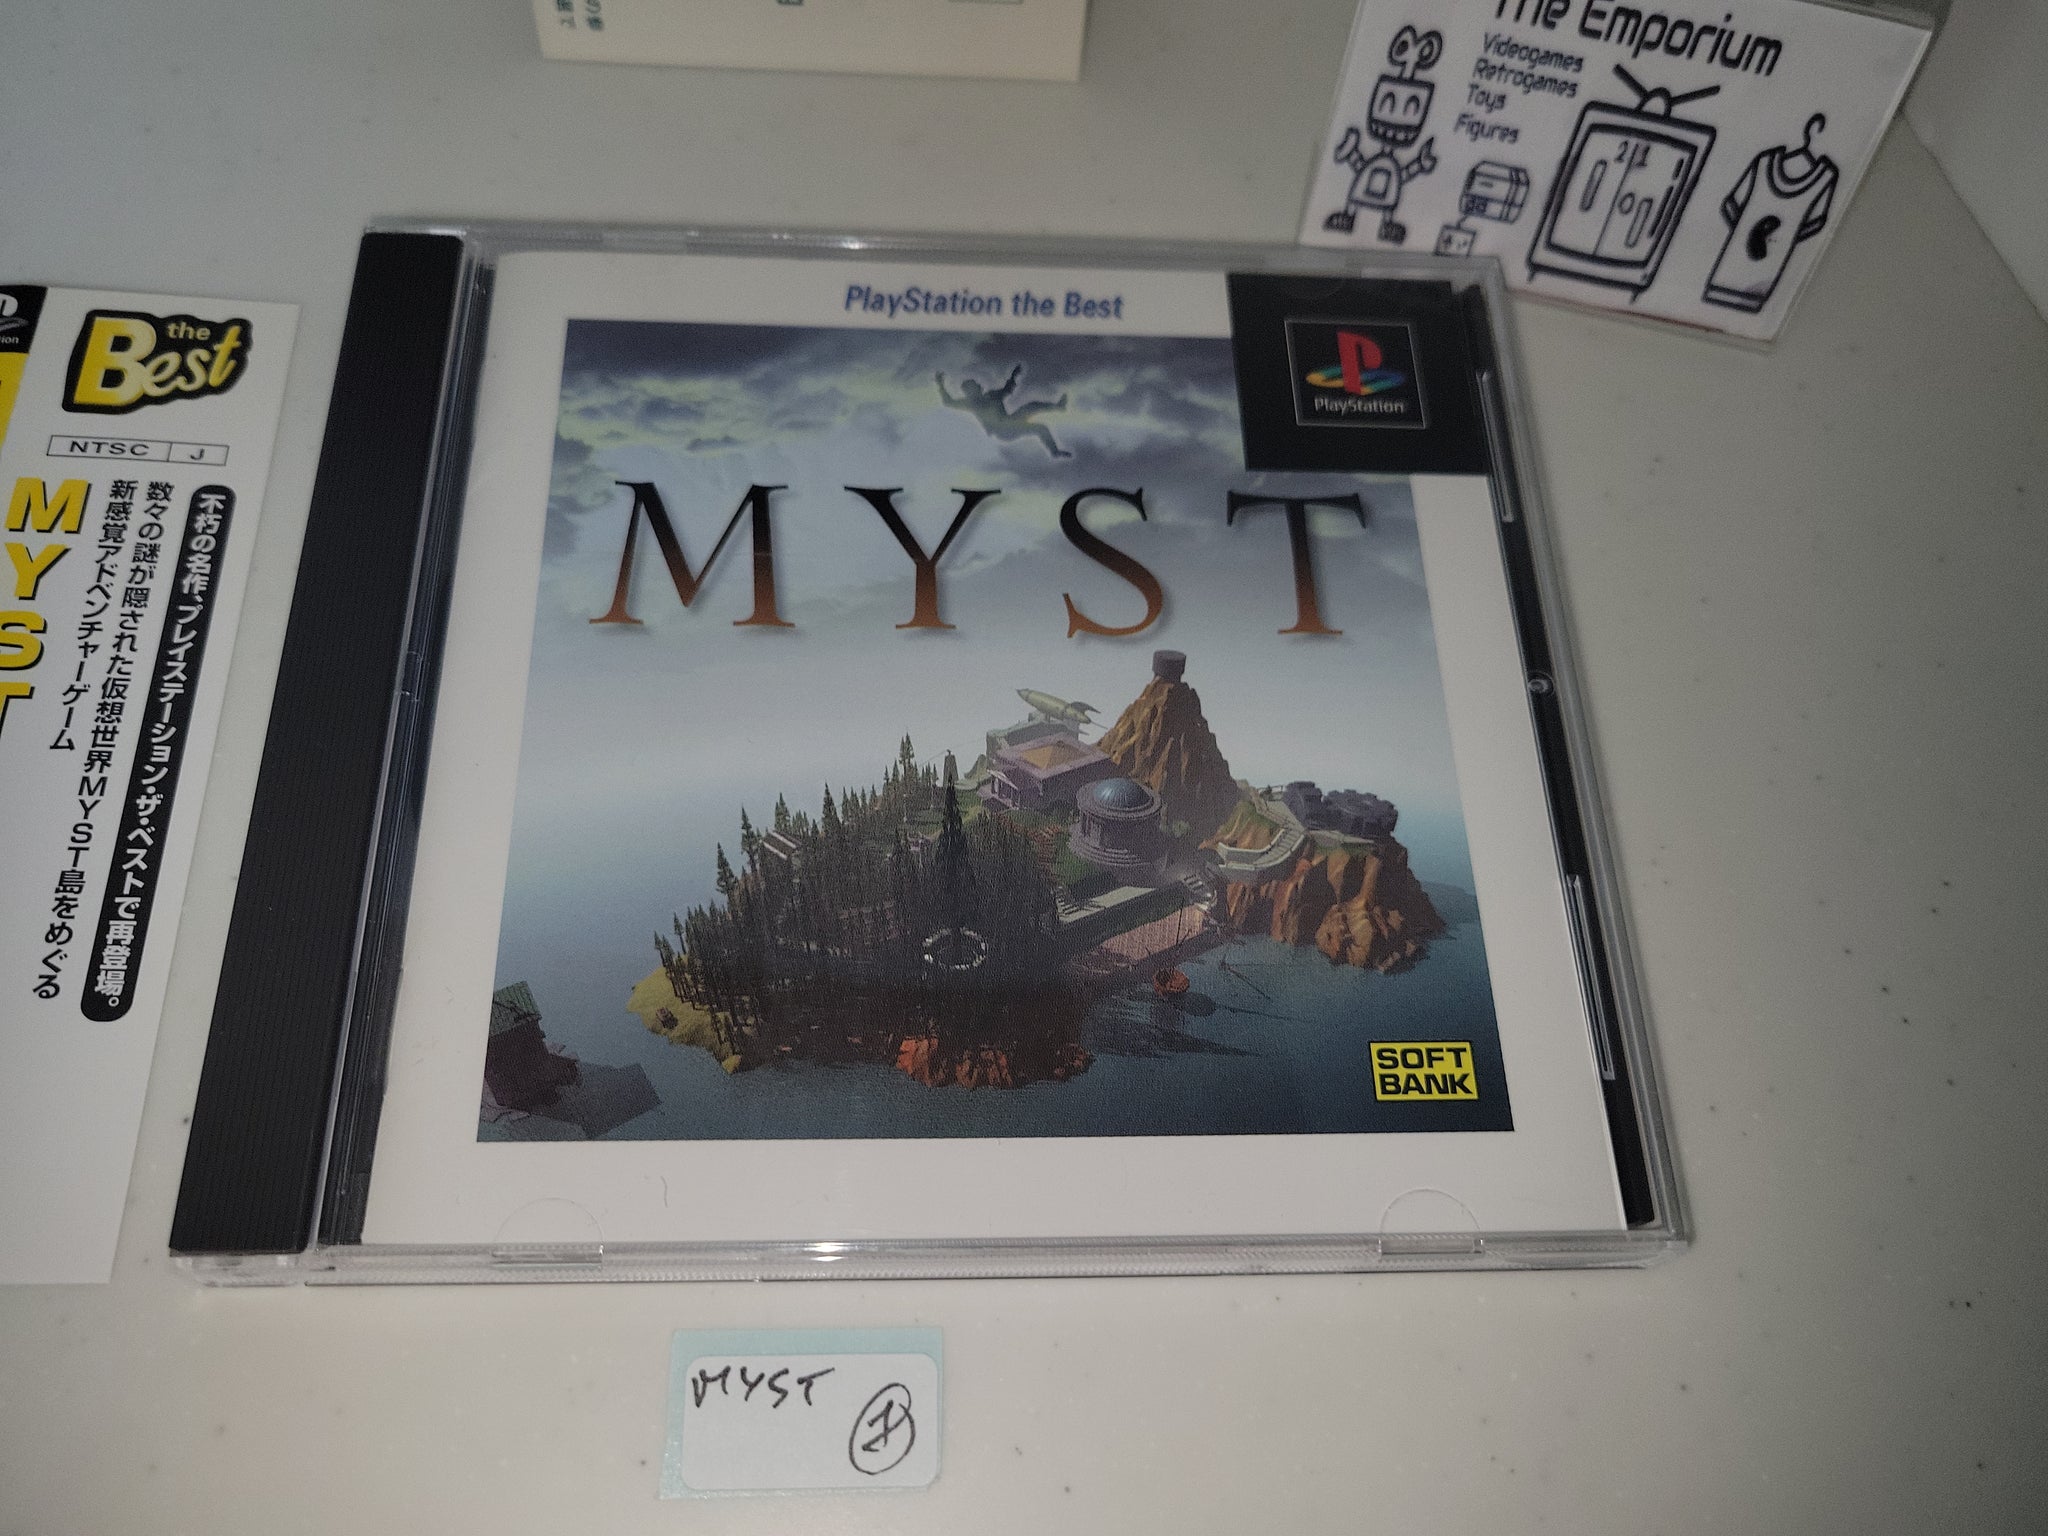 The Emporium
Videogames
Retrogames
Toys
Figures
the
Best
NTSC J
不朽の名作、プレイステーション・ザ・ベストで再登場。
数々の謎が隠された仮想世界MYST島をめぐる
新感覚アドベンチャーゲーム
MYST
PlayStation the Best
PlayStation
MYST
SOFT
BANK
MYST